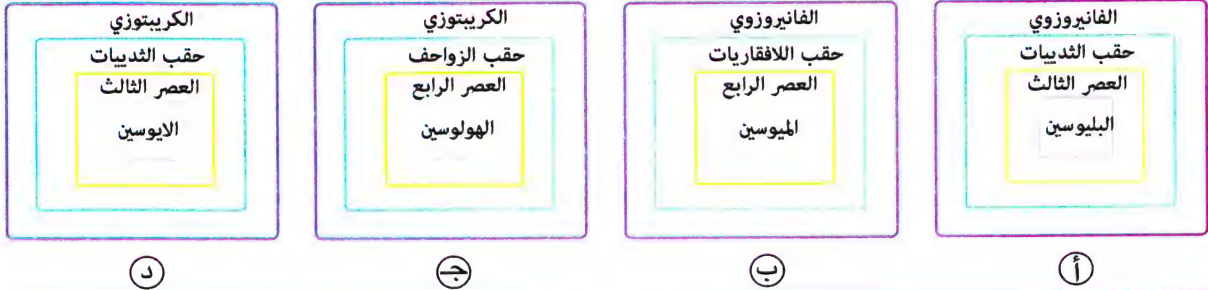 الفانيروزوي
حقب الثدييات
العصر الثالث
البليوسين
أ
الفانيروزوي
حقب اللافقاريات
العصر الرابع
الميوسين
ب
الكريبتوزي
حقب الزواحف
العصر الرابع
الهولوسين
جـ
الكريبتوزي
حقب الثدييات
العصر الثالث
الايوسين
د